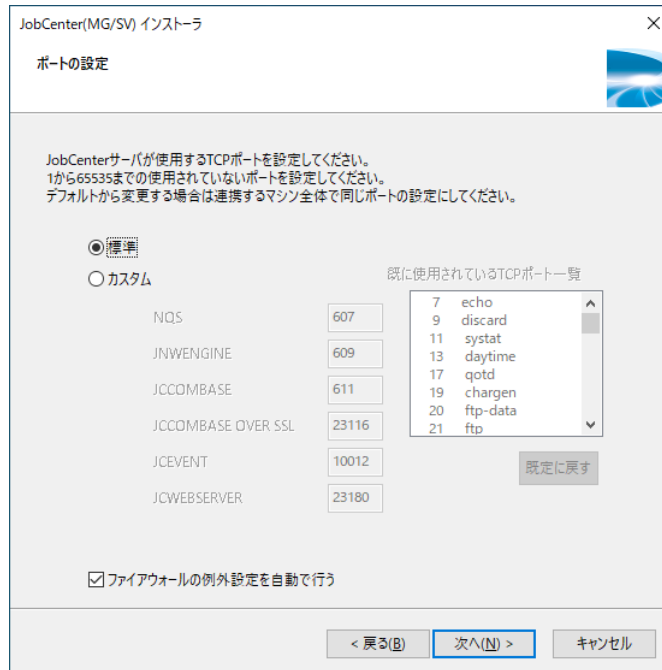 JobCenter(MG/SV) インストーラ
ポートの設定
JobCenterサーバが使用するTCPポートを設定してください。
1から65535までの使用されていないポートを設定してください。
デフォルトから変更する場合は連携するマシン全体で同じポートの設定にしてください。
標準
カスタム
既に使用されているTCPポート一覧
NQS 607
JNWENGINE 609
JCCOMBASE 611
JCCOMBASE OVER SSL 23116
JCEVENT 10012
JCWEBSERVER 23180
7 echo
9 discard
11 systat
13 daytime
17 qotd
19 chargen
20 ftp-data
21 ftp
既定に戻す
ファイアウォールの例外設定を自動で行う
< 戻る(B)
次へ(N) >
キャンセル